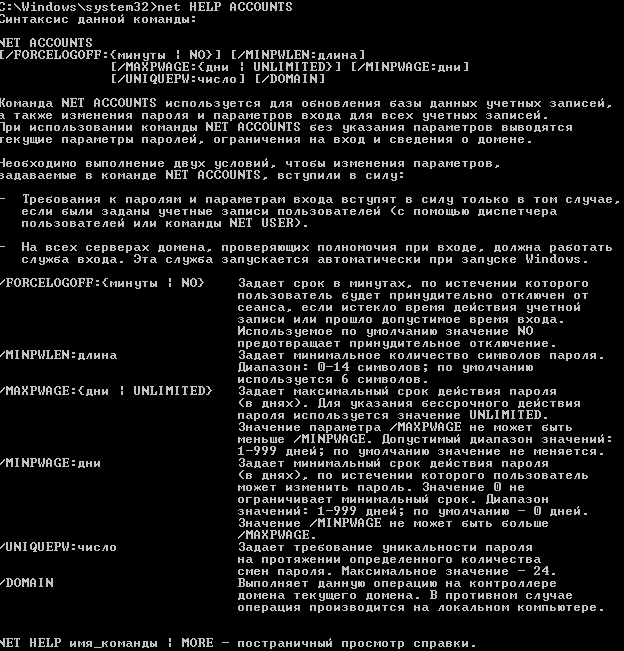 C:\Windows\system32>net HELP ACCOUNTS
Синтаксис данной команды:
NET ACCOUNTS
[/FORCELOGOFF:{минуты ¦ NO}] [/MINPWLEN:длина]
[/MAXPWAGE:{дни ¦ UNLIMITED}] [/MINPWAGE:дни]
[/UNIQUEPW:число] [/DOMAIN]
Команда NET ACCOUNTS используется для обновления базы данных учетных записей,
а также изменения пароля и параметров входа для всех учетных записей.
При использовании команды NET ACCOUNTS без указания параметров выводятся
текущие параметры паролей, ограничения на вход и сведения о домене.
Необходимо выполнение двух условий, чтобы изменения параметров,
задаваемые в команде NET ACCOUNTS, вступили в силу:
- Требования к паролям и параметрам входа вступят в силу только в том случае,
если были заданы учетные записи пользователей (с помощью диспетчера
пользователей или команды NET USER).
- На всех серверах домена, проверяющих полномочия при входе, должна работать
служба входа. Эта служба запускается автоматически при запуске Windows.
/FORCELOGOFF:{минуты ¦ NO} Задает срок в минутах, по истечении которого
пользователь будет принудительно отключен от
сеанса, если истекло время действия учетной
записи или прошло допустимое время входа.
Используемое по умолчанию значение NO
предотвращает принудительное отключение.
/MINPWLEN:длина Задает минимальное количество символов пароля.
Диапазон: 0-14 символов; по умолчанию
используется 6 символов.
/MAXPWAGE:{дни ¦ UNLIMITED} Задает максимальный срок действия пароля
(в днях). Для указания бессрочного действия
пароля используется значение UNLIMITED.
Значение параметра /MAXPWAGE не может быть
меньше /MINPWAGE. Допустимый диапазон значений:
1-999 дней; по умолчанию значение не меняется.
/MINPWAGE:дни Задает минимальный срок действия пароля
(в днях), по истечении которого пользователь
может изменить пароль. Значение 0 не
ограничивает минимальный срок. Диапазон
значений: 1-999 дней; по умолчанию - 0 дней.
Значение /MINPWAGE не может быть больше
/MAXPWAGE.
/UNIQUEPW:число Задает требование уникальности пароля
на протяжении определенного количества
смен пароля. Максимальное значение - 24.
/DOMAIN Выполняет данную операцию на контроллере
домена текущего домена. В противном случае
операция производится на локальном компьютере.
NET HELP имя_команды ¦ MORE - постраничный просмотр справки.